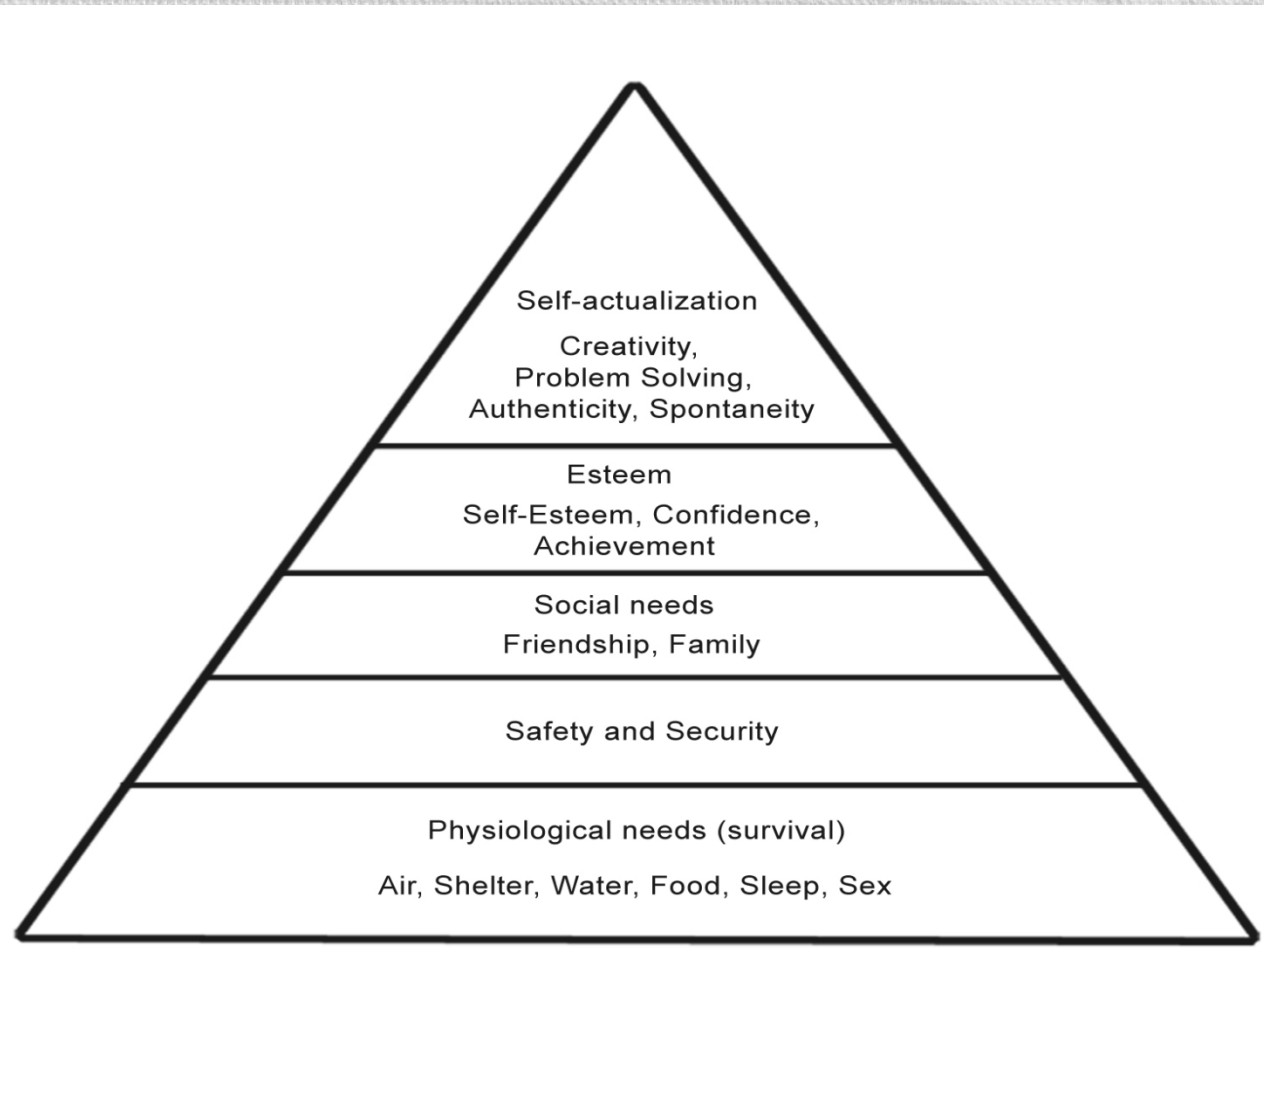 Self-actualization
Creativity,
Problem Solving,
Authenticity, Spontaneity
Esteem
Self-Esteem, Confidence,
Achievement
Social needs
Friendship, Family
Safety and Security
Physiological needs (survival)
Air, Shelter, Water, Food, Sleep, Sex